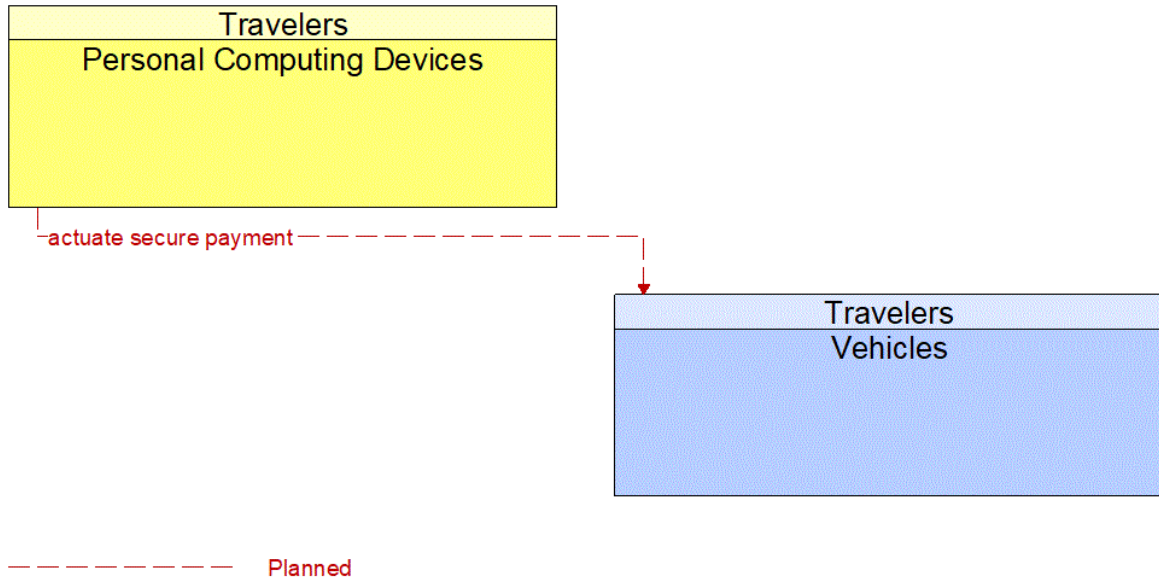 Travelers
Personal Computing Devices
actuate secure payment
Travelers
Vehicles
Planned